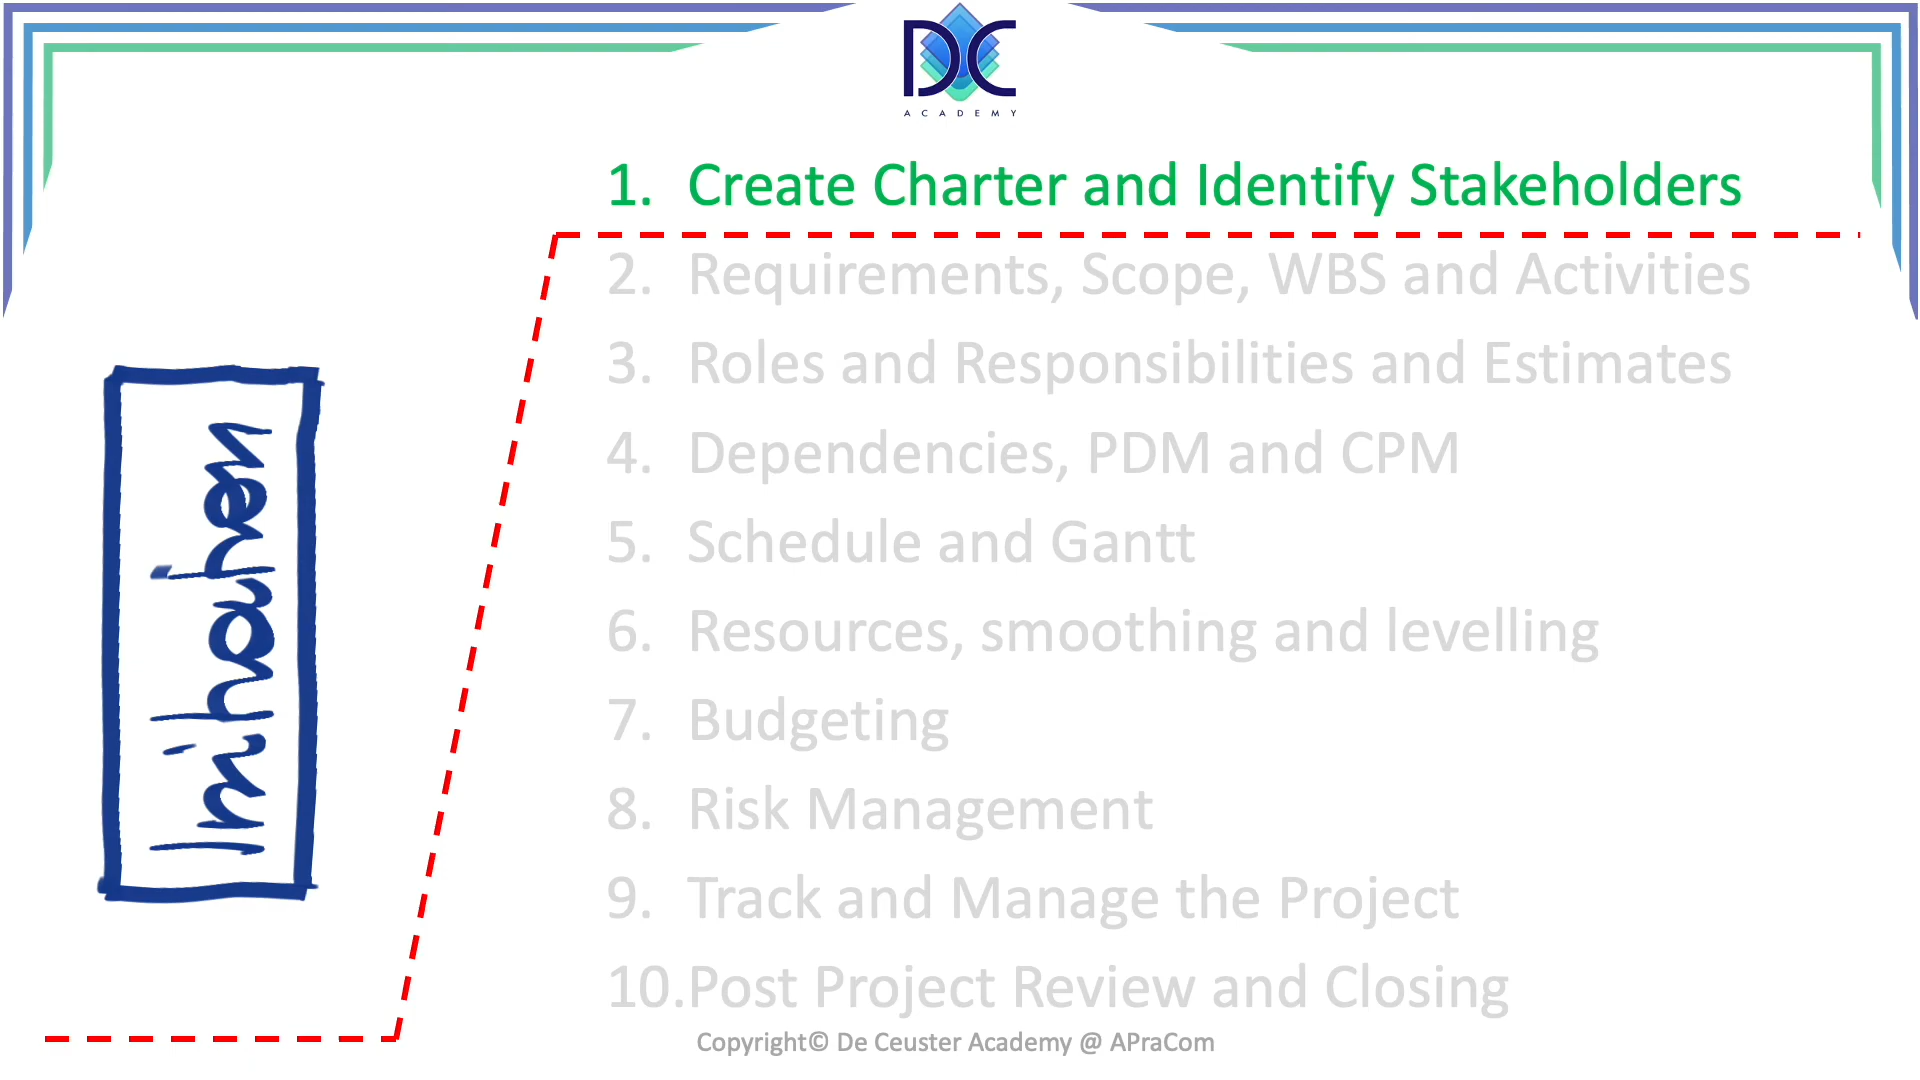 DC
ACADEMY
1. Create Charter and Identify Stakeholders
2. Requirements, Scope, WBS and Activities
3. Roles and Responsibilities and Estimates
4. Dependencies, PDM and CPM
5. Schedule and Gantt
6. Resources, smoothing and levelling
7. Budgeting
8. Risk Management
9. Track and Manage the Project
10. Post Project Review and Closing
Initiation
Copyright© De Ceuster Academy @ APraCom